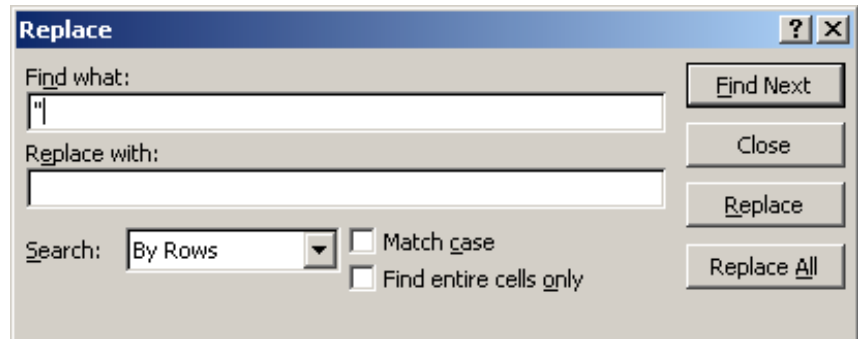 Replace
Find what:
"
Replace with:
Search: By Rows
Match case
Find entire cells only
Find Next
Close
Replace
Replace All